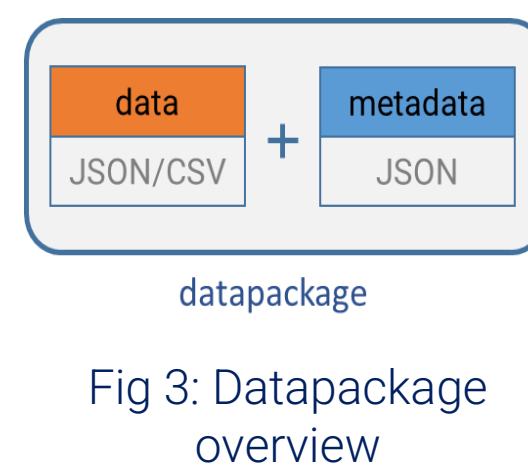 data
metadata
+
JSON/CSV
JSON
datapackage
Fig 3: Datapackage
overview